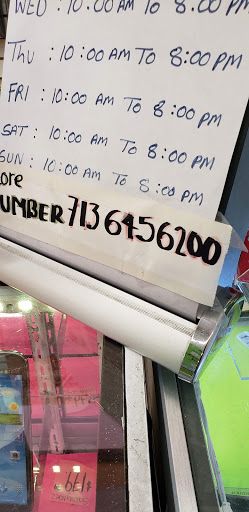 WED : 10:00 AM To 8:00 PM
THU : 10:00 AM To 8:00 PM
FRI : 10:00 AM To 8:00 PM
SAT : 10:00 AM To 8:00 PM
SUN : 10:00 AM To 8:00 PM
ore
UMBER 713 6456200